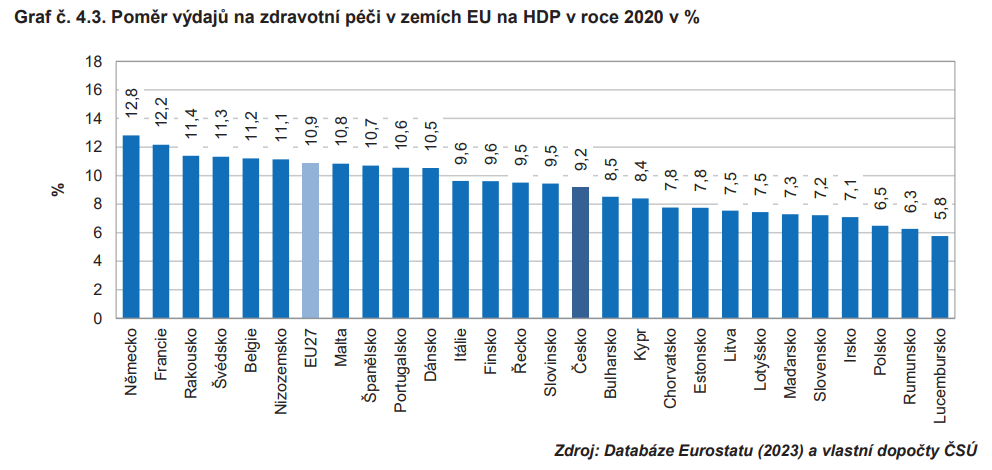 Graf č. 4.3. Poměr výdajů na zdravotní péči v zemích EU na HDP v roce 2020 v %
18
16
14
12
10
8
6
4
2
0
%
12,8
12,2
11,4
11,3
11,2
11,1
10,9
10,8
10,7
10,6
10,5
9,6
9,6
9,5
9,5
9,2
8,5
8,4
7,8
7,8
7,5
7,5
7,3
7,2
7,1
6,5
6,3
5,8
Německo
Francie
Rakousko
Švédsko
Belgie
Nizozemsko
EU27
Malta
Španělsko
Portugalsko
Dánsko
Itálie
Finsko
Řecko
Slovinsko
Česko
Bulharsko
Kypr
Chorvatsko
Estonsko
Litva
Lotyšsko
Maďarsko
Slovensko
Irsko
Polsko
Rumunsko
Lucembursko
Zdroj: Databáze Eurostatu (2023) a vlastní dopočty ČSÚ